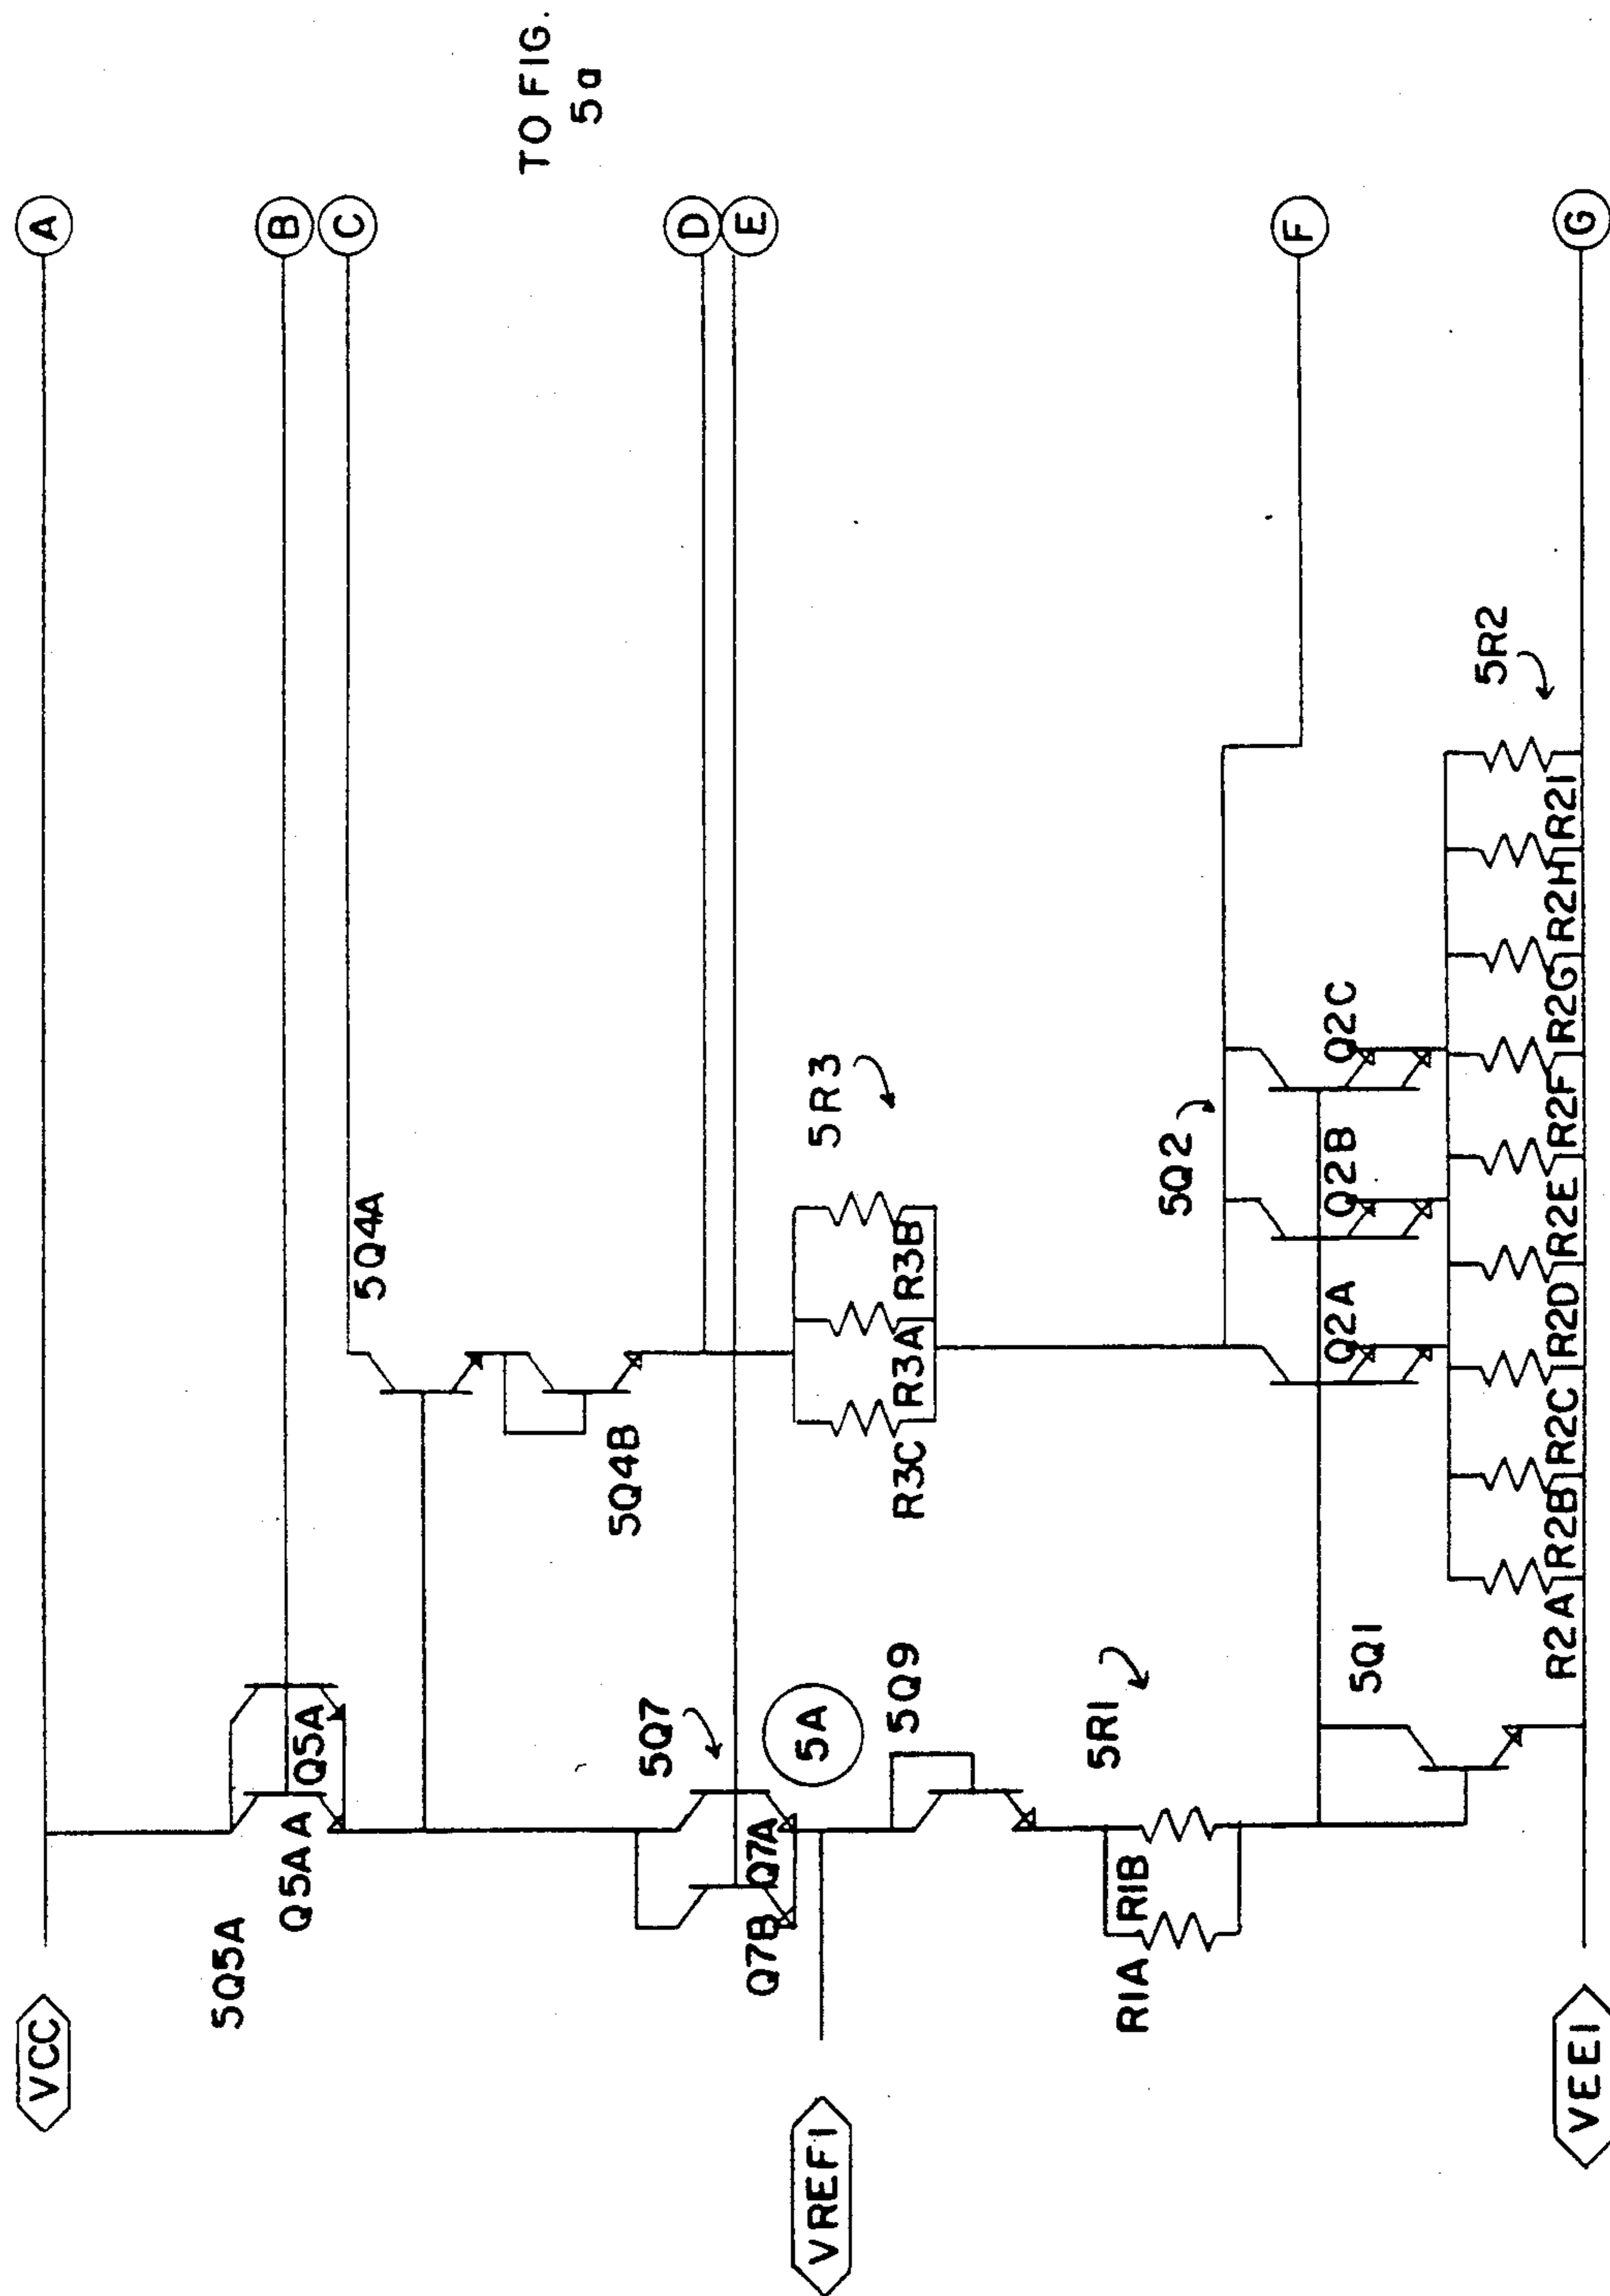 VCC
A
5Q5A
Q5AA
Q5A
B
C
5Q4A
TO FIG.
5a
5Q4B
D
5Q7
E
Q7B
Q7A
5A
VREF1
5R3
R3C
R3A
R3B
5Q9
5R1
R1A
R1B
5Q2
F
Q2A
Q2B
Q2C
5Q1
5R2
R2A
R2B
R2C
R2D
R2E
R2F
R2G
R2H
R2I
VEE1
G